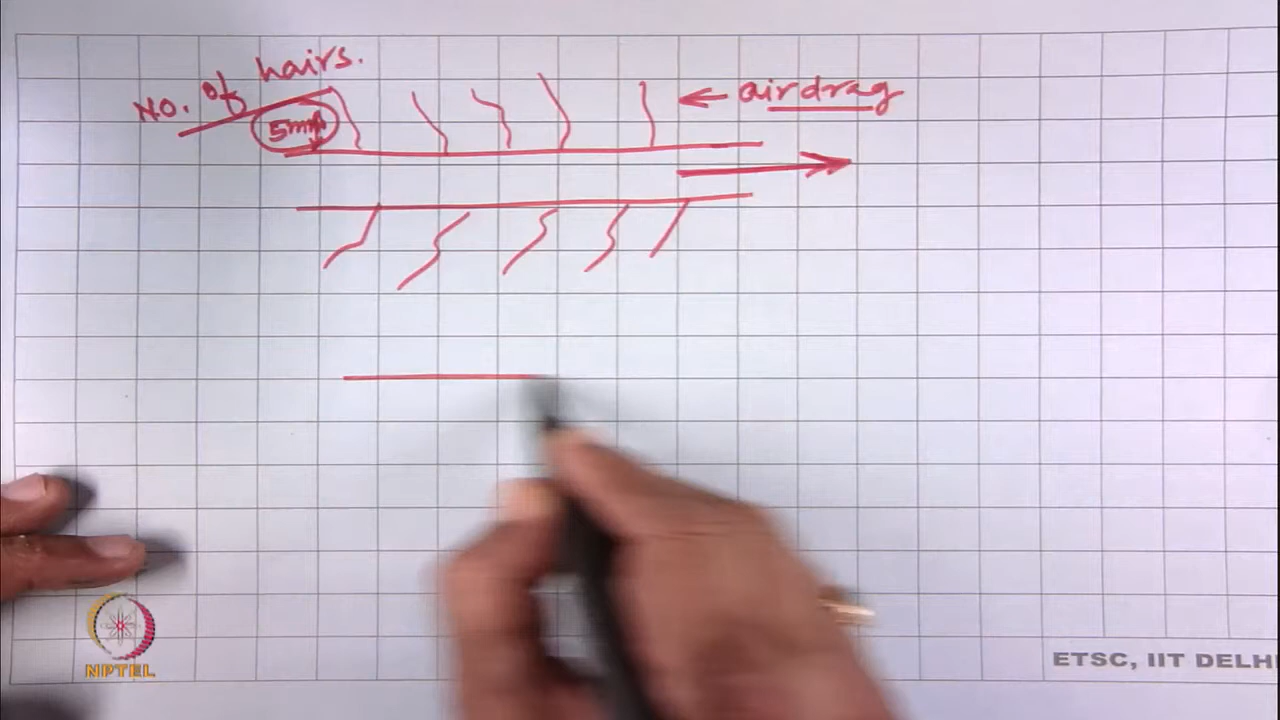 No. of hairs.
5mm
← airdrag
NPTEL
ETSC, IIT DELHI